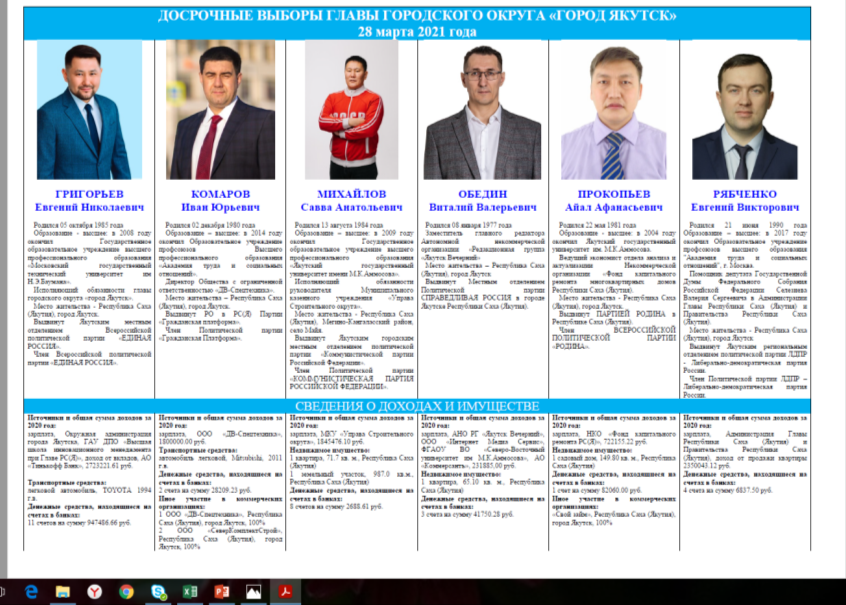 ДОСРОЧНЫЕ ВЫБОРЫ ГЛАВЫ ГОРОДСКОГО ОКРУГА «ГОРОД ЯКУТСК»
28 марта 2021 года
ГРИГОРЬЕВ
Евгений Николаевич
Родился 05 октября 1985 года
Образование - высшее: в 2008 году
окончил Государственное
образовательное учреждение высшего
профессионального образования
«Московский государственный
технический университет им
Н.Э.Баумана».
Исполняющий обязанности главы
городского округа «город Якутск».
Место жительства - Республика Саха
(Якутия), город Якутск.
Выдвинут Якутским местным
отделением Всероссийской
политической партии «ЕДИНАЯ
РОССИЯ».
Член Всероссийской политической
партии «ЕДИНАЯ РОССИЯ».
КОМАРОВ
Иван Юрьевич
Родился 02 декабря 1980 года
Образование – высшее: в 2014 году
окончил Образовательное учреждение
профсоюзов Высшего
профессионального образования
«Академия труда и социальных
отношений».
Директор Общества с ограниченной
ответственностью «ДВ-Спецтехника».
Место жительства – Республика Саха
(Якутия), город Якутск.
Выдвинут РО в РС(Я) Партии
«Гражданская платформа».
Член Политической партии
«Гражданская Платформа».
МИХАЙЛОВ
Савва Анатольевич
Родился 13 августа 1984 года
Образование – высшее: в 2009 году
окончил Государственное
образовательное учреждение высшего
профессионального образования
«Якутский государственный
университет имени М.К. Аммосова».
Исполняющий обязанности
руководителя Муниципального
казенного учреждения «Управа
Строительного округа».
Место жительства - Республика Саха
(Якутия), Мегино-Кангаласский район,
село Майа
Выдвинут Якутским городским
местным отделением политической
партии «Коммунистической партии
Российской Федерации».
Член Политической партии
«КОММУНИСТИЧЕСКАЯ ПАРТИЯ
РОССИЙСКОЙ ФЕДЕРАЦИИ».
ОБЕДИН
Виталий Валерьевич
Родился 08 января 1977 года
Заместитель главного редактора
Автономной некоммерческой
организации «Редакционная группа
«Якутск Вечерний»
Место жительства – Республика Саха
(Якутия), город Якутск.
Выдвинут Местным отделением
Политической партии
СПРАВЕДЛИВАЯ РОССИЯ в городе
Якутске Республики Саха (Якутия).
ПРОКОПЬЕВ
Айал Афанасьевич
Родился 22 мая 1981 года
Образование - высшее: в 2004 году
окончил Якутский государственный
университет им. М.К.Аммосова.
Ведущий экономист отдела анализа и
актуализации Некоммерческой
организации «Фонд капитального
ремонта многоквартирных домов
Республики Саха (Якутия).
Место жительства - Республика Саха
(Якутия), город Якутск.
Выдвинут ПАРТИЕЙ РОДИНА в
Республике Саха (Якутия).
Член ВСЕРОССИЙСКОЙ
ПОЛИТИЧЕСКОЙ ПАРТИИ
«РОДИНА».
РЯБЧЕНКО
Евгений Викторович
Родился 21 июня 1990 года
Образование – высшее: в 2017 году
окончил Образовательное учреждение
профсоюзов высшего образования
"Академия труда и социальных
отношений", г. Москва.
Помощник депутата Государственной
Думы Федерального Собрания
Российской Федерации Селезнева
Валерия Сергеевича в Администрации
Главы Республики Саха (Якутия) и
Правительства Республики Саха
(Якутия).
Место жительства - Республика Саха
(Якутия), город Якутск
Выдвинут Якутским региональным
отделением политической партии ЛДПР
- Либерально-демократическая партия
России.
Член Политической партии ЛДПР –
Либерально-демократическая партия
России.
СВЕДЕНИЯ О ДОХОДАХ И ИМУЩЕСТВЕ
Источники и общая сумма доходов за
2020 год:
зарплата, Окружная администрация
города Якутска, ГАУ ДПО «Высшая
школа инновационного менеджмента
при Главе РС(Я)», доход от вкладов, АО
«Тинькофф Банк», 2723221.61 руб.
Транспортные средства:
легковой автомобиль, TOYOTA 1994
г.в.
Денежные средства, находящиеся на
счетах в банках:
11 счетов на сумму 947486.66 руб.
Источники и общая сумма доходов за
2020 год:
зарплата, ООО «ДВ-Спецтехника»,
1800000.00 руб.
Транспортные средства:
автомобиль легковой, Mitsubishi, 2011
г.в.
Денежные средства, находящиеся на
счетах в банках:
2 счета на сумму 28209.23 руб.
Иное участие в коммерческих
организациях:
1 ООО «ДВ-Спецтехника», Республика
Саха (Якутия), город Якутск, 100%
2 ООО «СеверКомплектСтрой»,
Республика Саха (Якутия), город
Якутск, 100%
Источники и общая сумма доходов за
2020 год:
зарплата, МКУ «Управа Строительного
округа», 1845476.10 руб.
Недвижимое имущество:
1 квартира, 71.7 кв. м., Республика Саха
(Якутия)
1 земельный участок, 987.0 кв.м.,
Республика Саха (Якутия)
Денежные средства, находящиеся на
счетах в банках:
8 счетов на сумму 2688.61 руб.
Источники и общая сумма доходов за
2020 год:
зарплата, АНО РГ «Якутск Вечерний»,
ООО «Интернет Медиа Сервис»,
ФГАОУ ВО «Северо-Восточный
университет им М.К.Аммосова», АО
«Коммерсантъ», 231885.00 руб.
Недвижимое имущество:
1 квартира, 65.10 кв. м., Республика
Саха (Якутия)
Денежные средства, находящиеся на
счетах в банках:
3 счета на сумму 41750.28 руб.
Источники и общая сумма доходов за
2020 год:
зарплата, НКО «Фонд капитального
ремонта РС(Я)», 722155.22 руб.
Недвижимое имущество:
1 садовый дом, 149.80 кв. м., Республика
Саха (Якутия)
Денежные средства, находящиеся на
счетах в банках:
1 счет на сумму 82060.00 руб.
Иное участие в коммерческих
организациях:
«Свой займ», Республика Саха (Якутия),
город Якутск, 100%
Источники и общая сумма доходов за
2020 год:
зарплата, Администрация Главы
Республики Саха (Якутия) и
Правительства Республики Саха
(Якутия), доход от продажи квартиры,
2350043.12 руб.
Денежные средства, находящиеся на
счетах в банках:
4 счета на сумму 6837.50 руб.